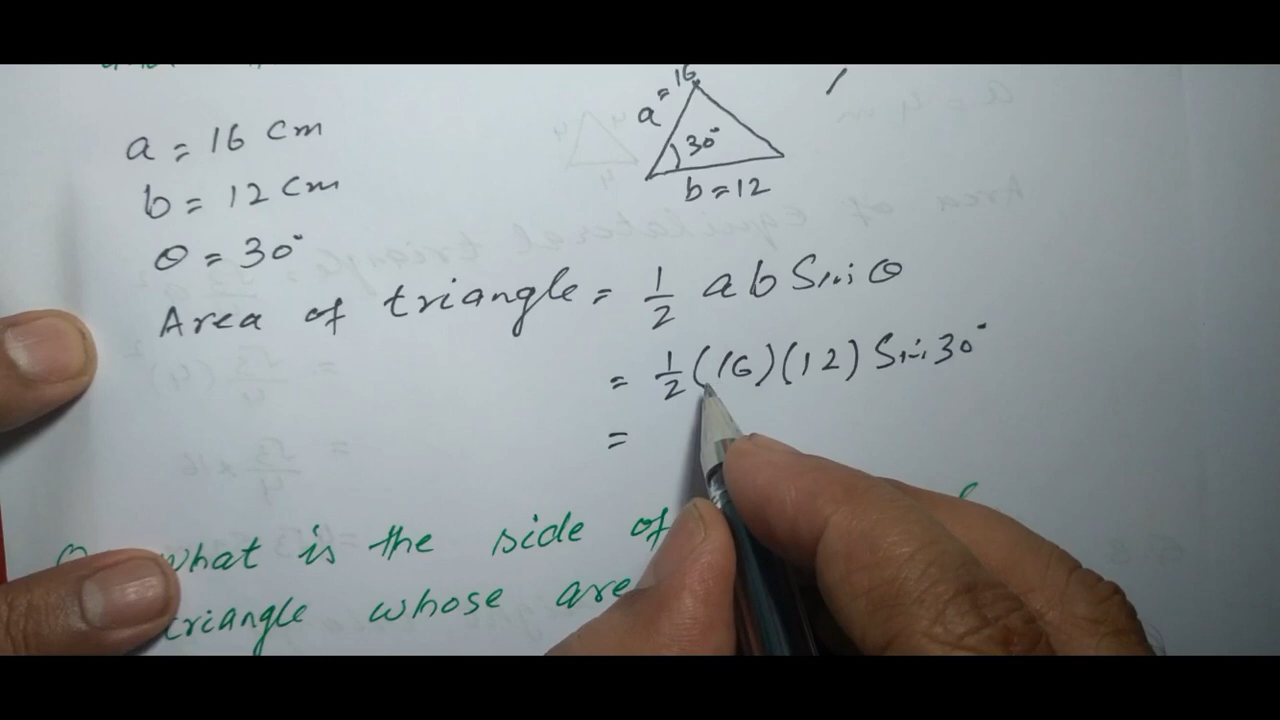 a = 16
30°
b = 12
a = 16 cm
b = 12 cm
θ = 30°
Area of triangle = 1/2 ab Sin θ
= 1/2 (16)(12) Sin 30°
=
what is the side of
triangle whose are